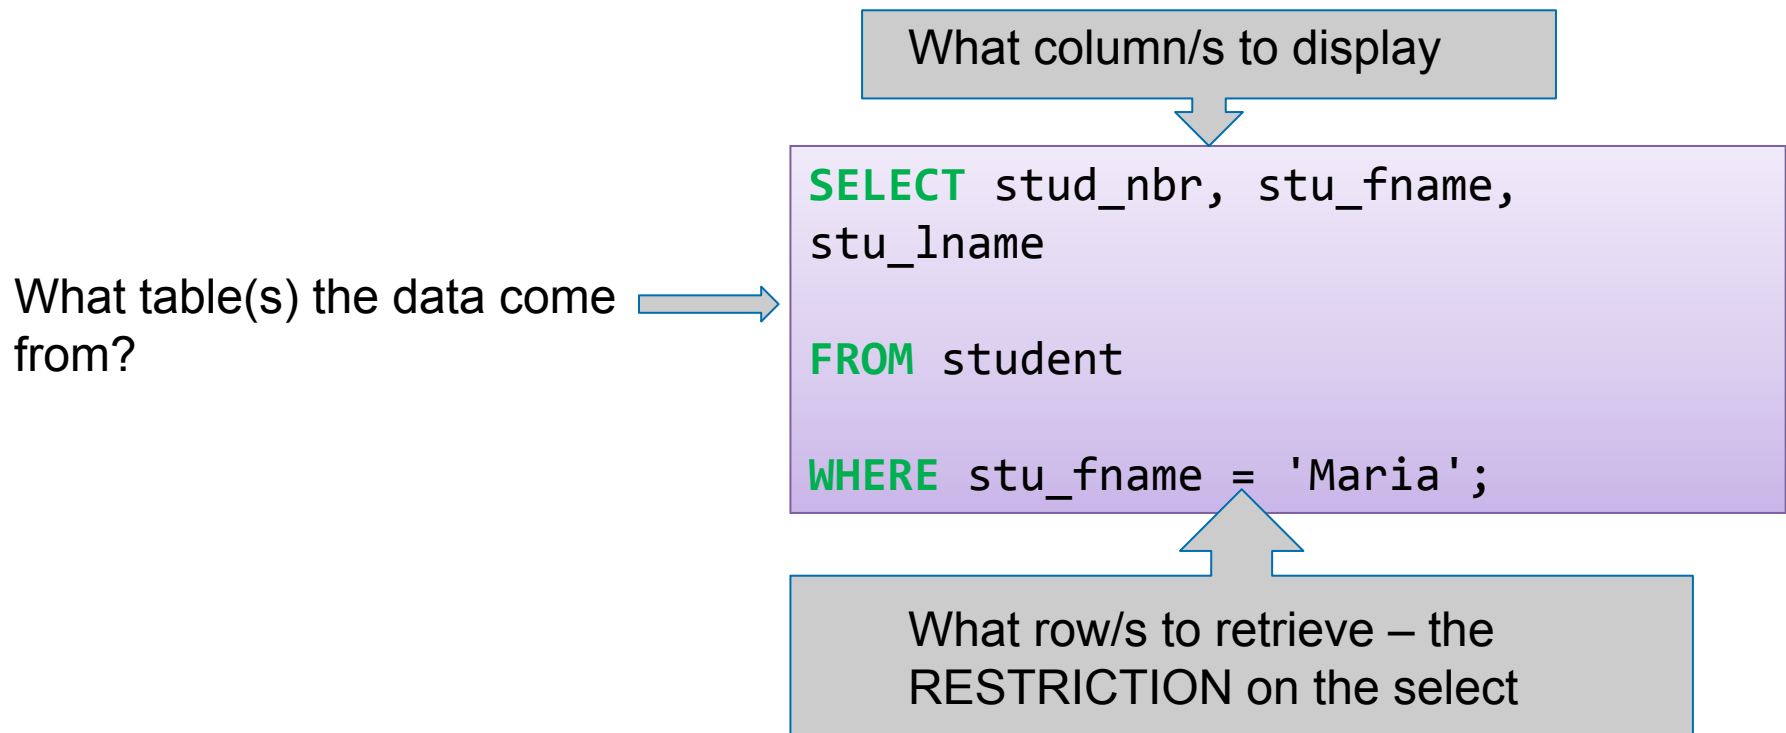 What column/s to display
SELECT stud_nbr, stu_fname,
stu_lname
What table(s) the data come
from?
FROM student
WHERE stu_fname = 'Maria';
What row/s to retrieve – the
RESTRICTION on the select